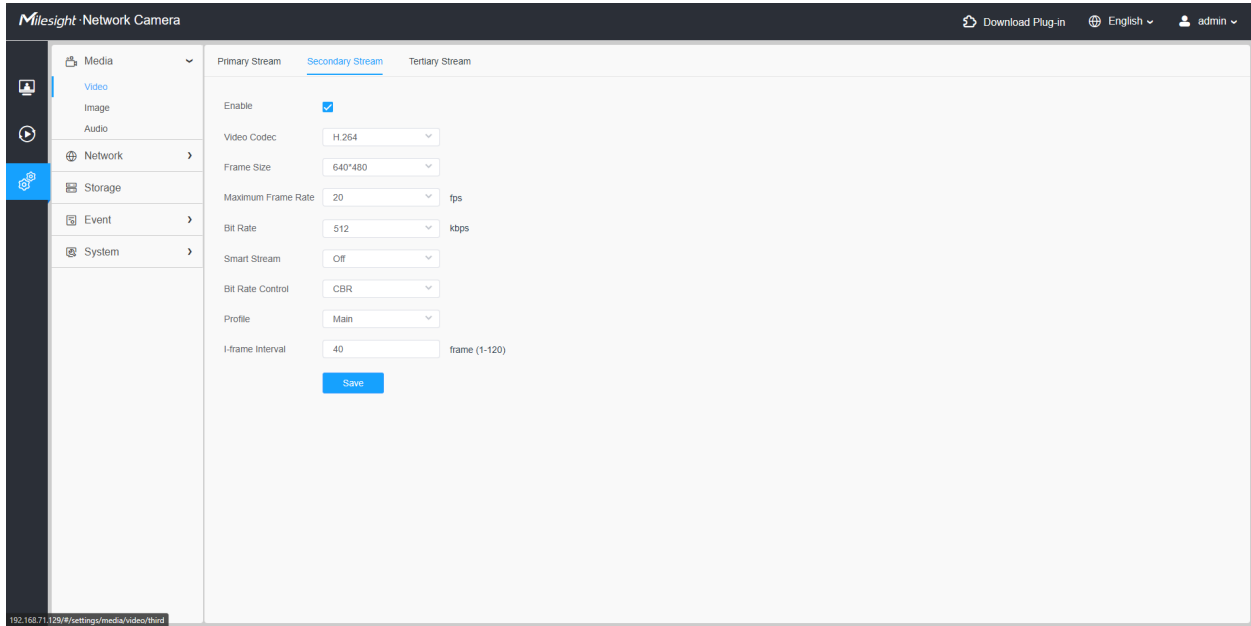 Milesight · Network Camera
Download Plug-in
English
admin
Media
Video
Image
Audio
Network
Storage
Event
System
Primary Stream
Secondary Stream
Tertiary Stream
Enable
Video Codec
H.264
Frame Size
640*480
Maximum Frame Rate
20
fps
Bit Rate
512
kbps
Smart Stream
Off
Bit Rate Control
CBR
Profile
Main
I-frame Interval
40
frame (1-120)
Save
192.168.71.129/#/settings/media/video/third